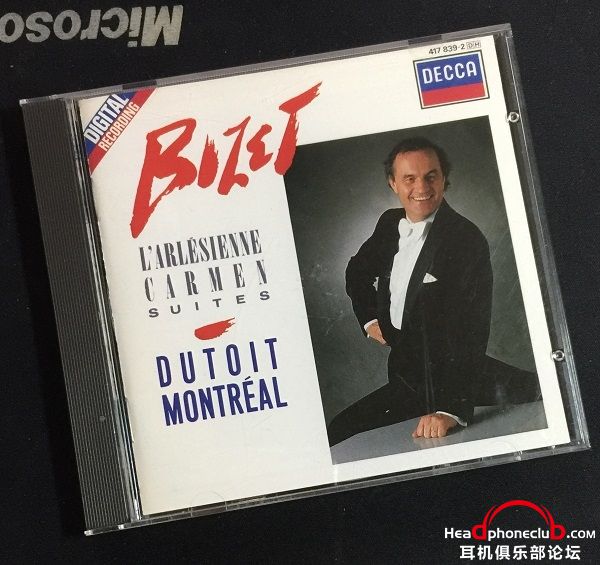 Microso
417 839-2 DH
DECCA
DIGITAL
RECORDING
BIZET
L'ARLÉSIENNE
CARMEN
SUITES
DUTOIT
MONTRÉAL
Headphoneclub.com
耳机俱乐部论坛